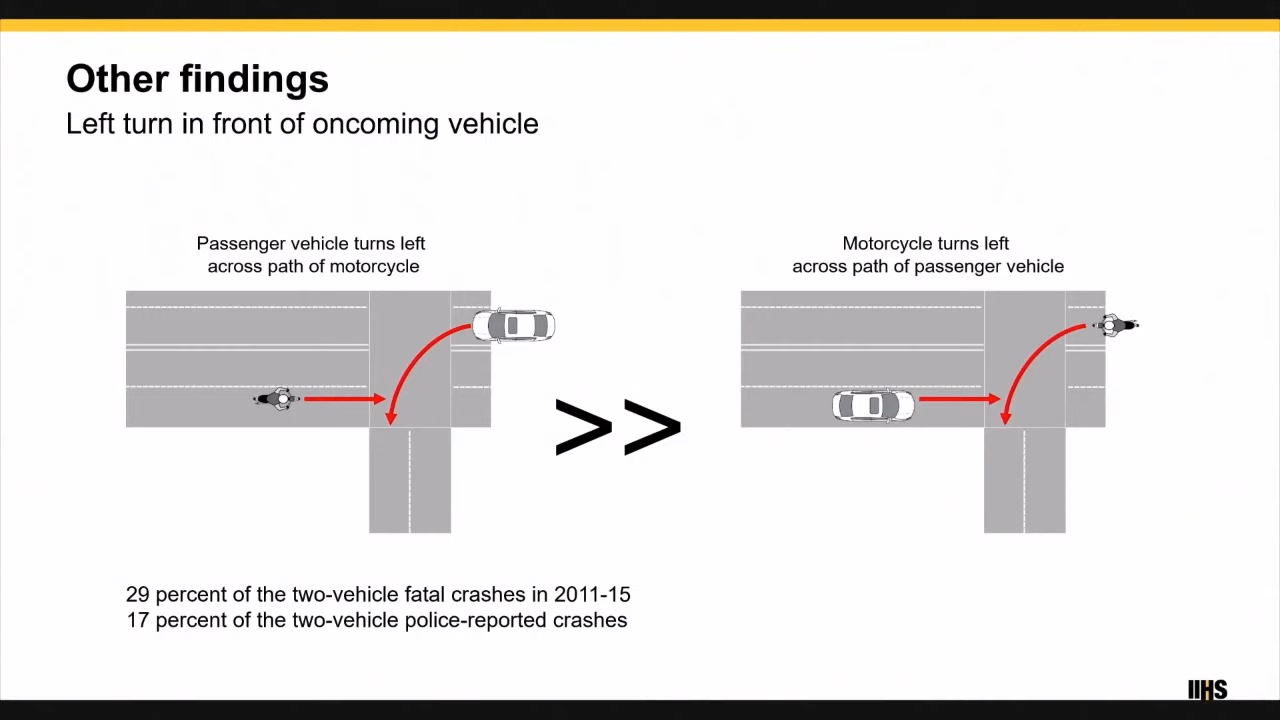 Other findings
Left turn in front of oncoming vehicle
Passenger vehicle turns left
across path of motorcycle
Motorcycle turns left
across path of passenger vehicle
>>
29 percent of the two-vehicle fatal crashes in 2011-15
17 percent of the two-vehicle police-reported crashes
IIHS